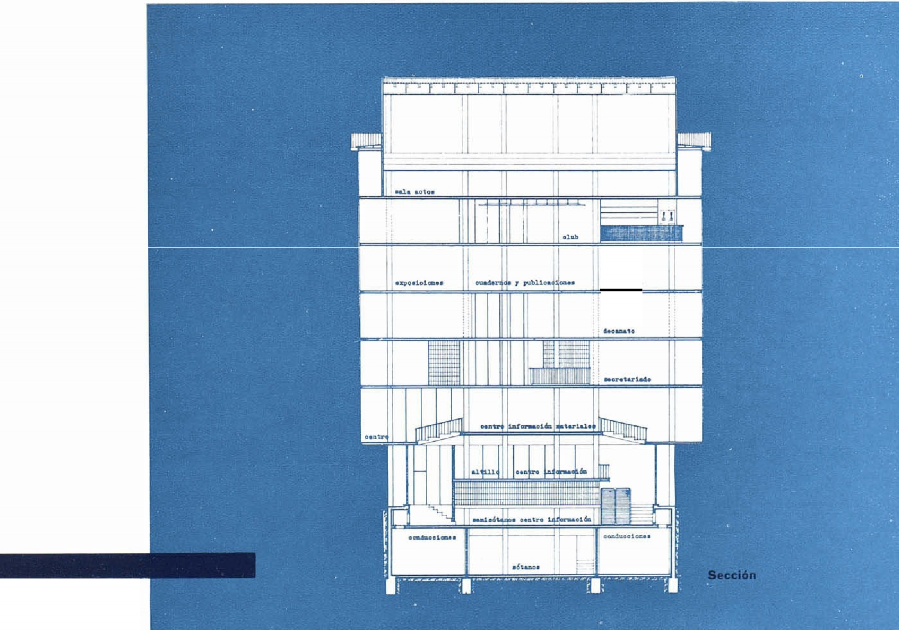 sala actos
club
exposiciones cuadernos y publicaciones
decanato
secretariado
centro información materiales
centro
altillo centro información
semisótanos centro información
conducciones conducciones
sótanos
Sección